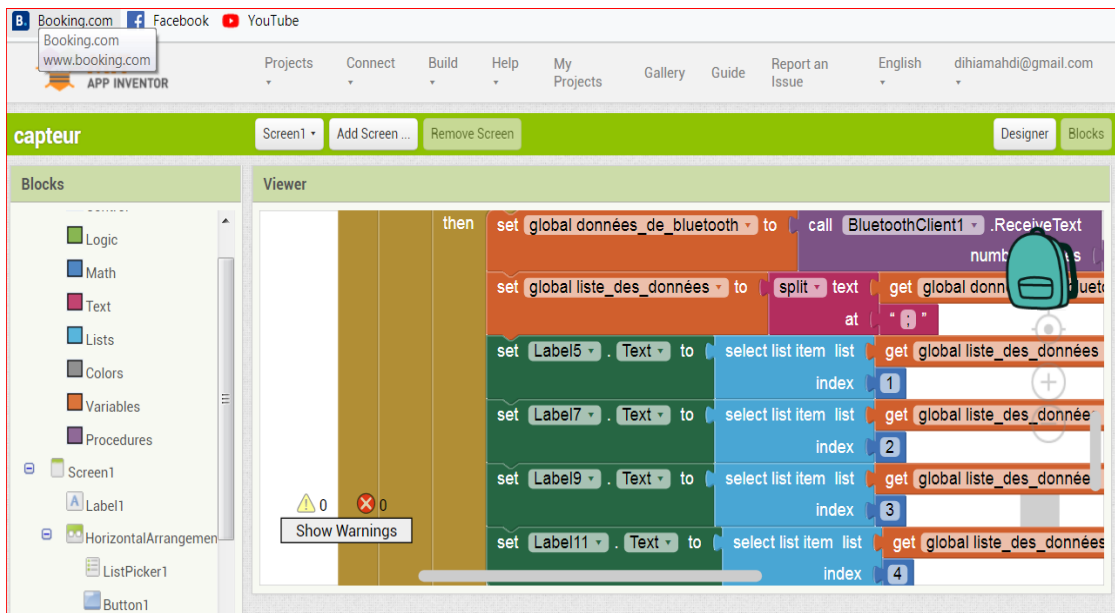 Booking.com Facebook YouTube
Booking.com
www.booking.com
APP INVENTOR
Projects Connect Build Help My Projects Gallery Guide Report an Issue English dihiamahdi@gmail.com
capteur Screen1 Add Screen ... Remove Screen Designer Blocks
Blocks
Logic
Math
Text
Lists
Colors
Variables
Procedures
Screen1
Label1
HorizontalArrangemen
ListPicker1
Button1
Viewer
then set global données_de_bluetooth to call BluetoothClient1 .ReceiveText
set global liste_des_données to split text get global
at " ; "
set Label5 . Text to select list item list get global liste_des_données
index 1
set Label7 . Text to select list item list get global liste_des_donnée
index 2
set Label9 . Text to select list item list get global liste_des_donnée
index 3
set Label11 . Text to select list item list get global liste_des_données
index 4
0 0
Show Warnings